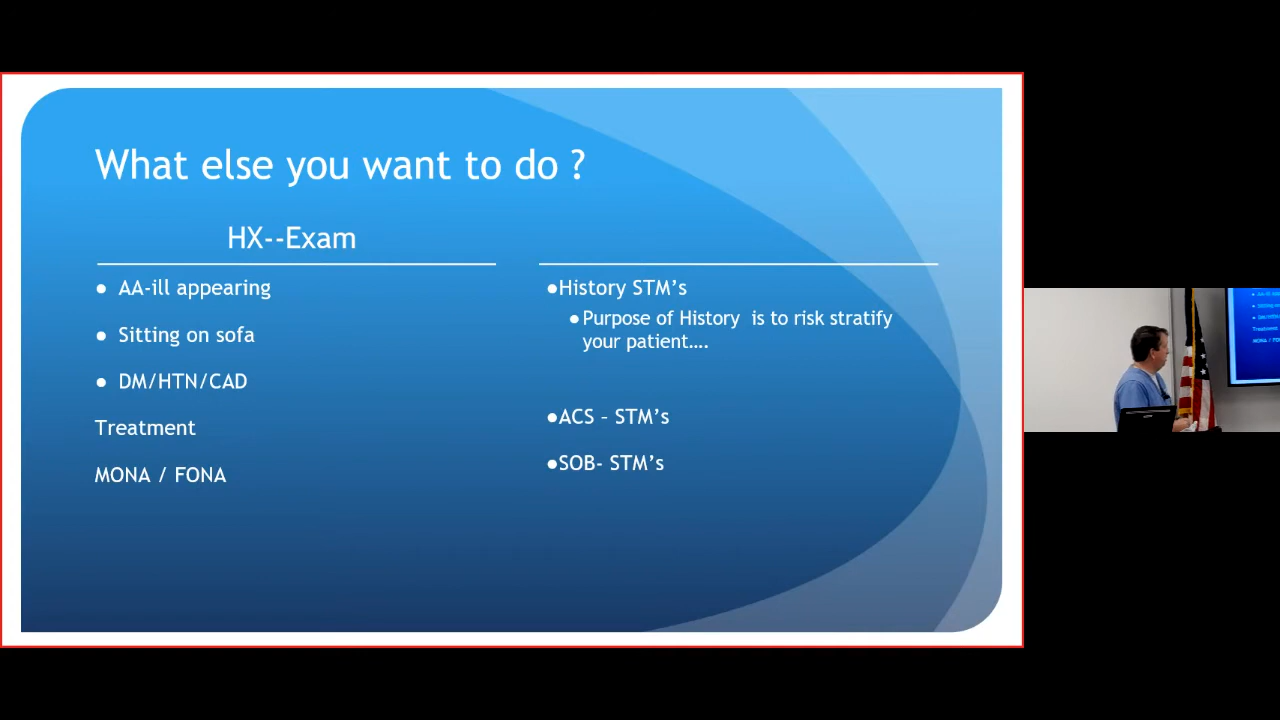 What else you want to do ?
HX--Exam
● AA-ill appearing
● Sitting on sofa
● DM/HTN/CAD
Treatment
MONA / FONA
●History STM’s
●Purpose of History is to risk stratify
your patient….
●ACS – STM’s
●SOB- STM’s